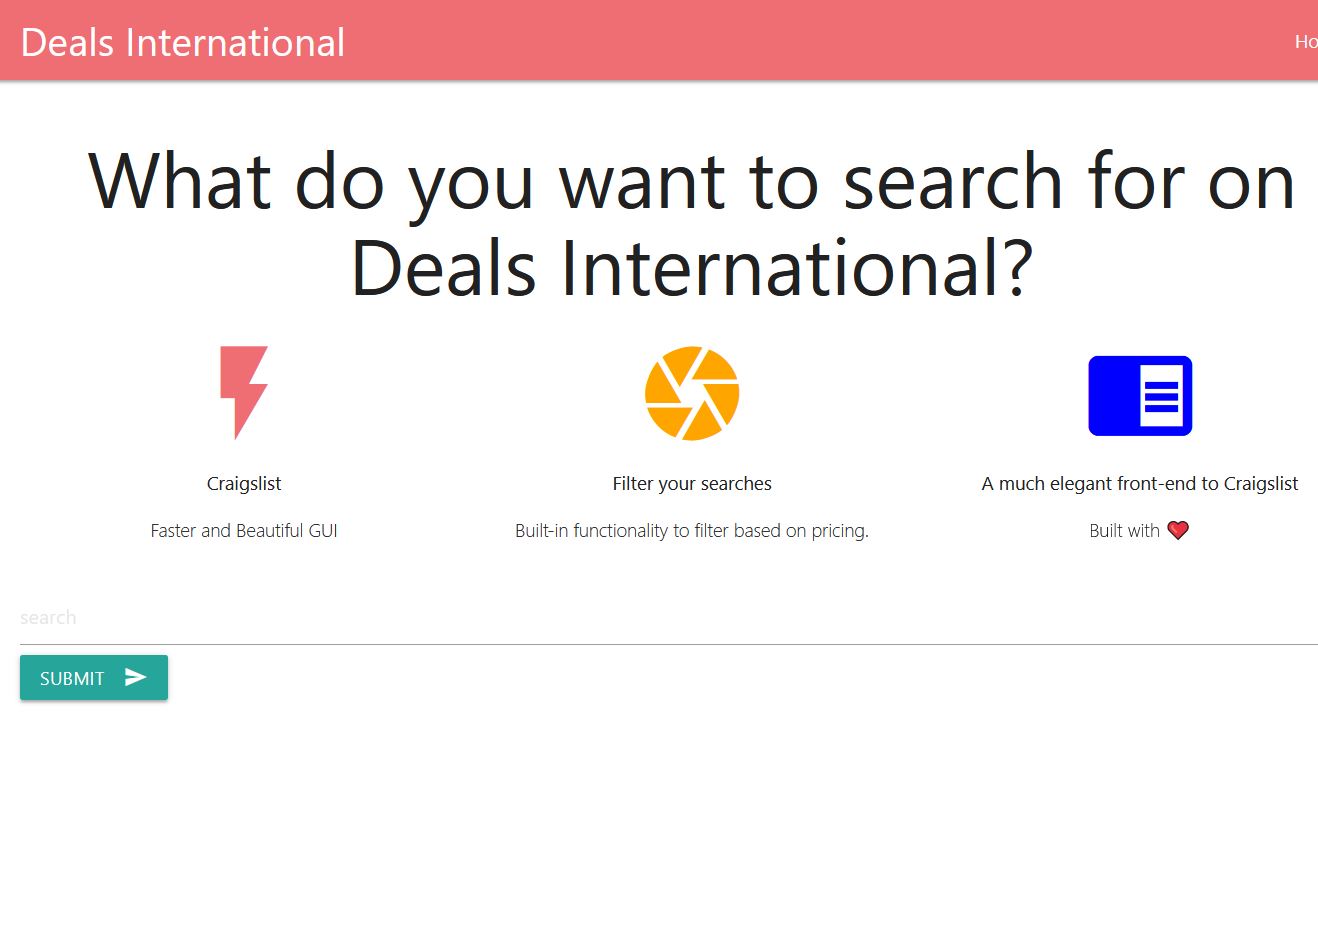 Deals International
Ho
What do you want to search for on
Deals International?
Craigslist
Filter your searches
A much elegant front-end to Craigslist
Faster and Beautiful GUI
Built-in functionality to filter based on pricing.
Built with ❤️
search
SUBMIT